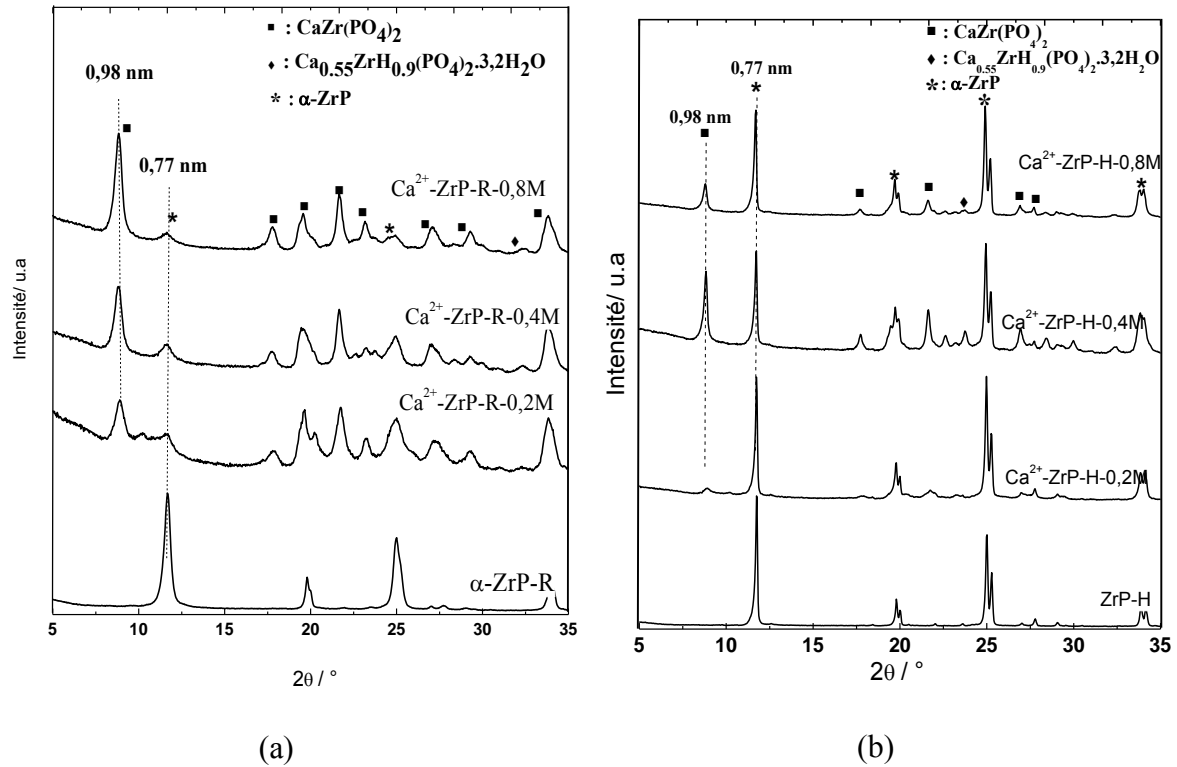 ■ : CaZr(PO4)2
♦ : Ca0.55ZrH0.9(PO4)2.3,2H2O
* : α-ZrP
0,98 nm
0,77 nm
Ca2+-ZrP-R-0,8M
Ca2+-ZrP-R-0,4M
Ca2+-ZrP-R-0,2M
α-ZrP-R
Intensité/ u.a
5 10 15 20 25 30 35
2θ / °
(a)
■ : CaZr(PO4)2
♦ : Ca0.55ZrH0.9(PO4)2.3,2H2O
* : α-ZrP
0,77 nm
0,98 nm
Ca2+-ZrP-H-0,8M
Ca2+-ZrP-H-0,4M
Ca2+-ZrP-H-0,2M
ZrP-H
Intensité/ u.a
5 10 15 20 25 30 35
2θ / °
(b)